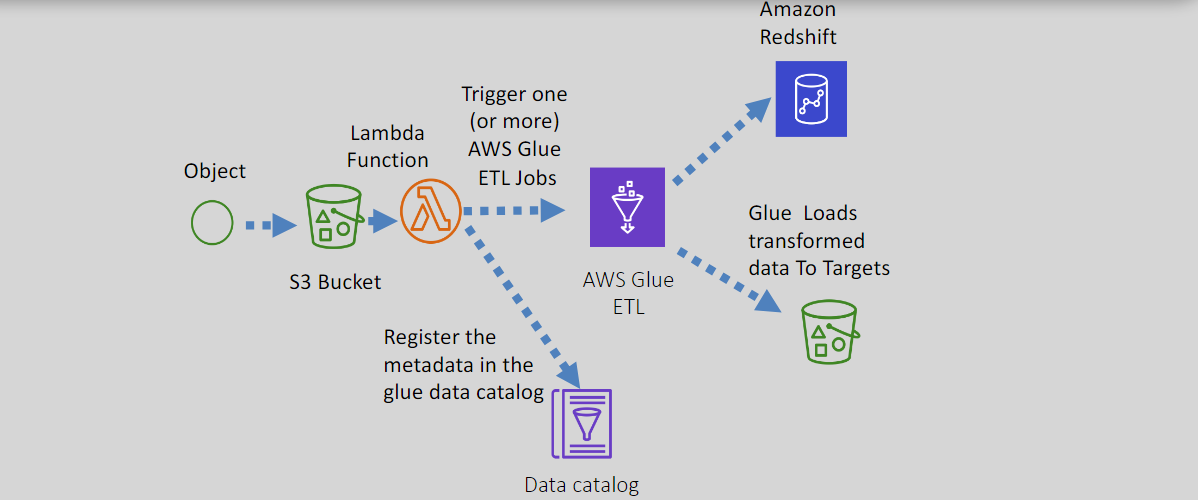 Amazon
Redshift
Trigger one
(or more)
AWS Glue
ETL Jobs
Lambda
Function
Object
S3 Bucket
AWS Glue
ETL
Glue Loads
transformed
data To Targets
Register the
metadata in the
glue data catalog
Data catalog